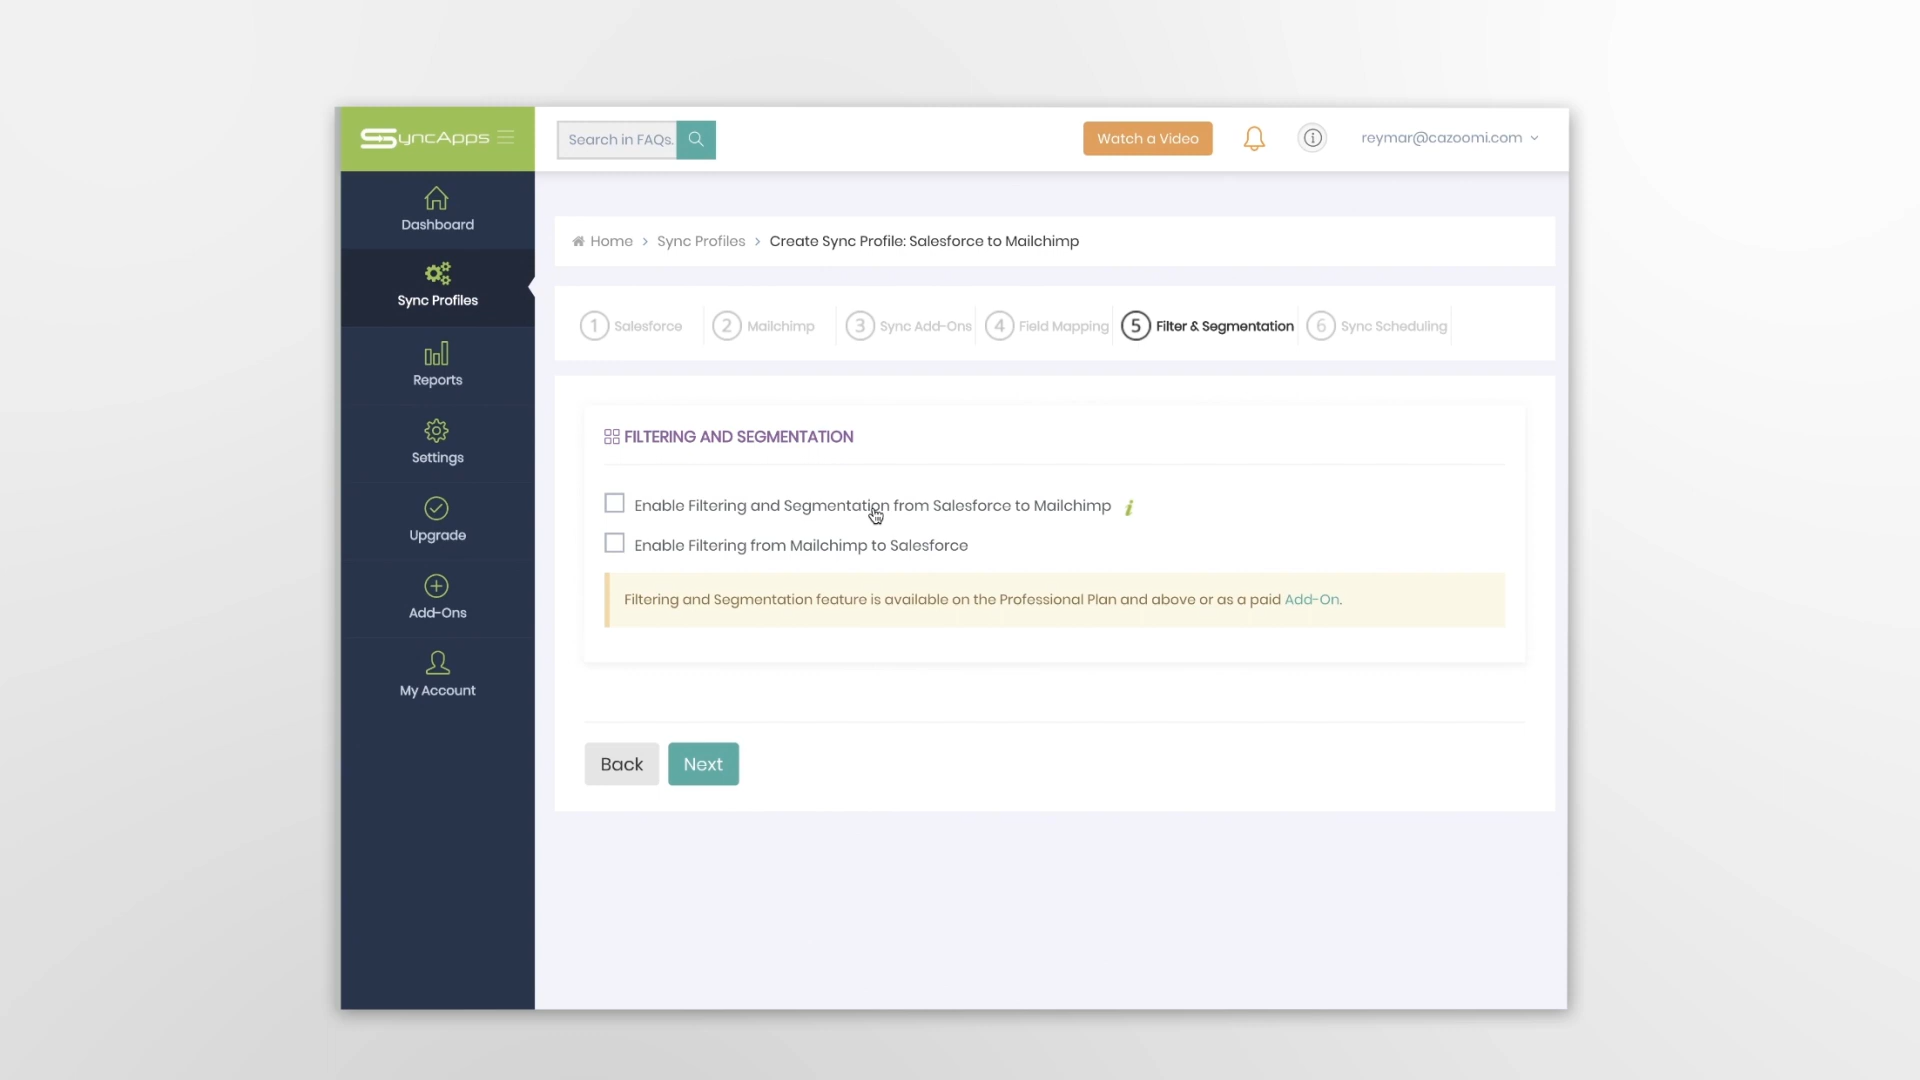 SyncApps
Search in FAQs.
Watch a Video
reymar@cazoomi.com
Dashboard
Sync Profiles
Reports
Settings
Upgrade
Add-Ons
My Account
Home > Sync Profiles > Create Sync Profile: Salesforce to Mailchimp
1 Salesforce 2 Mailchimp 3 Sync Add-Ons 4 Field Mapping 5 Filter & Segmentation 6 Sync Scheduling
FILTERING AND SEGMENTATION
Enable Filtering and Segmentation from Salesforce to Mailchimp i
Enable Filtering from Mailchimp to Salesforce
Filtering and Segmentation feature is available on the Professional Plan and above or as a paid Add-On.
Back Next